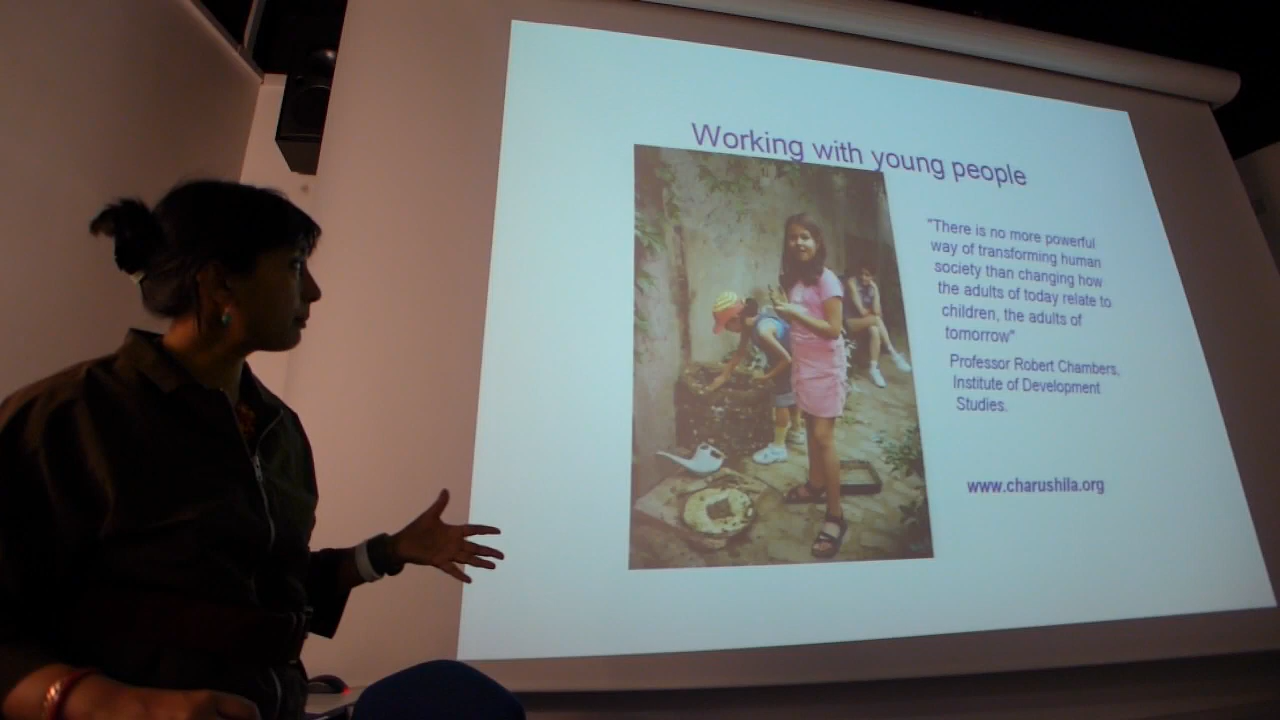 Working with young people
"There is no more powerful
way of transforming human
society than changing how
the adults of today relate to
children, the adults of
tomorrow"
Professor Robert Chambers,
Institute of Development
Studies.
www.charushila.org